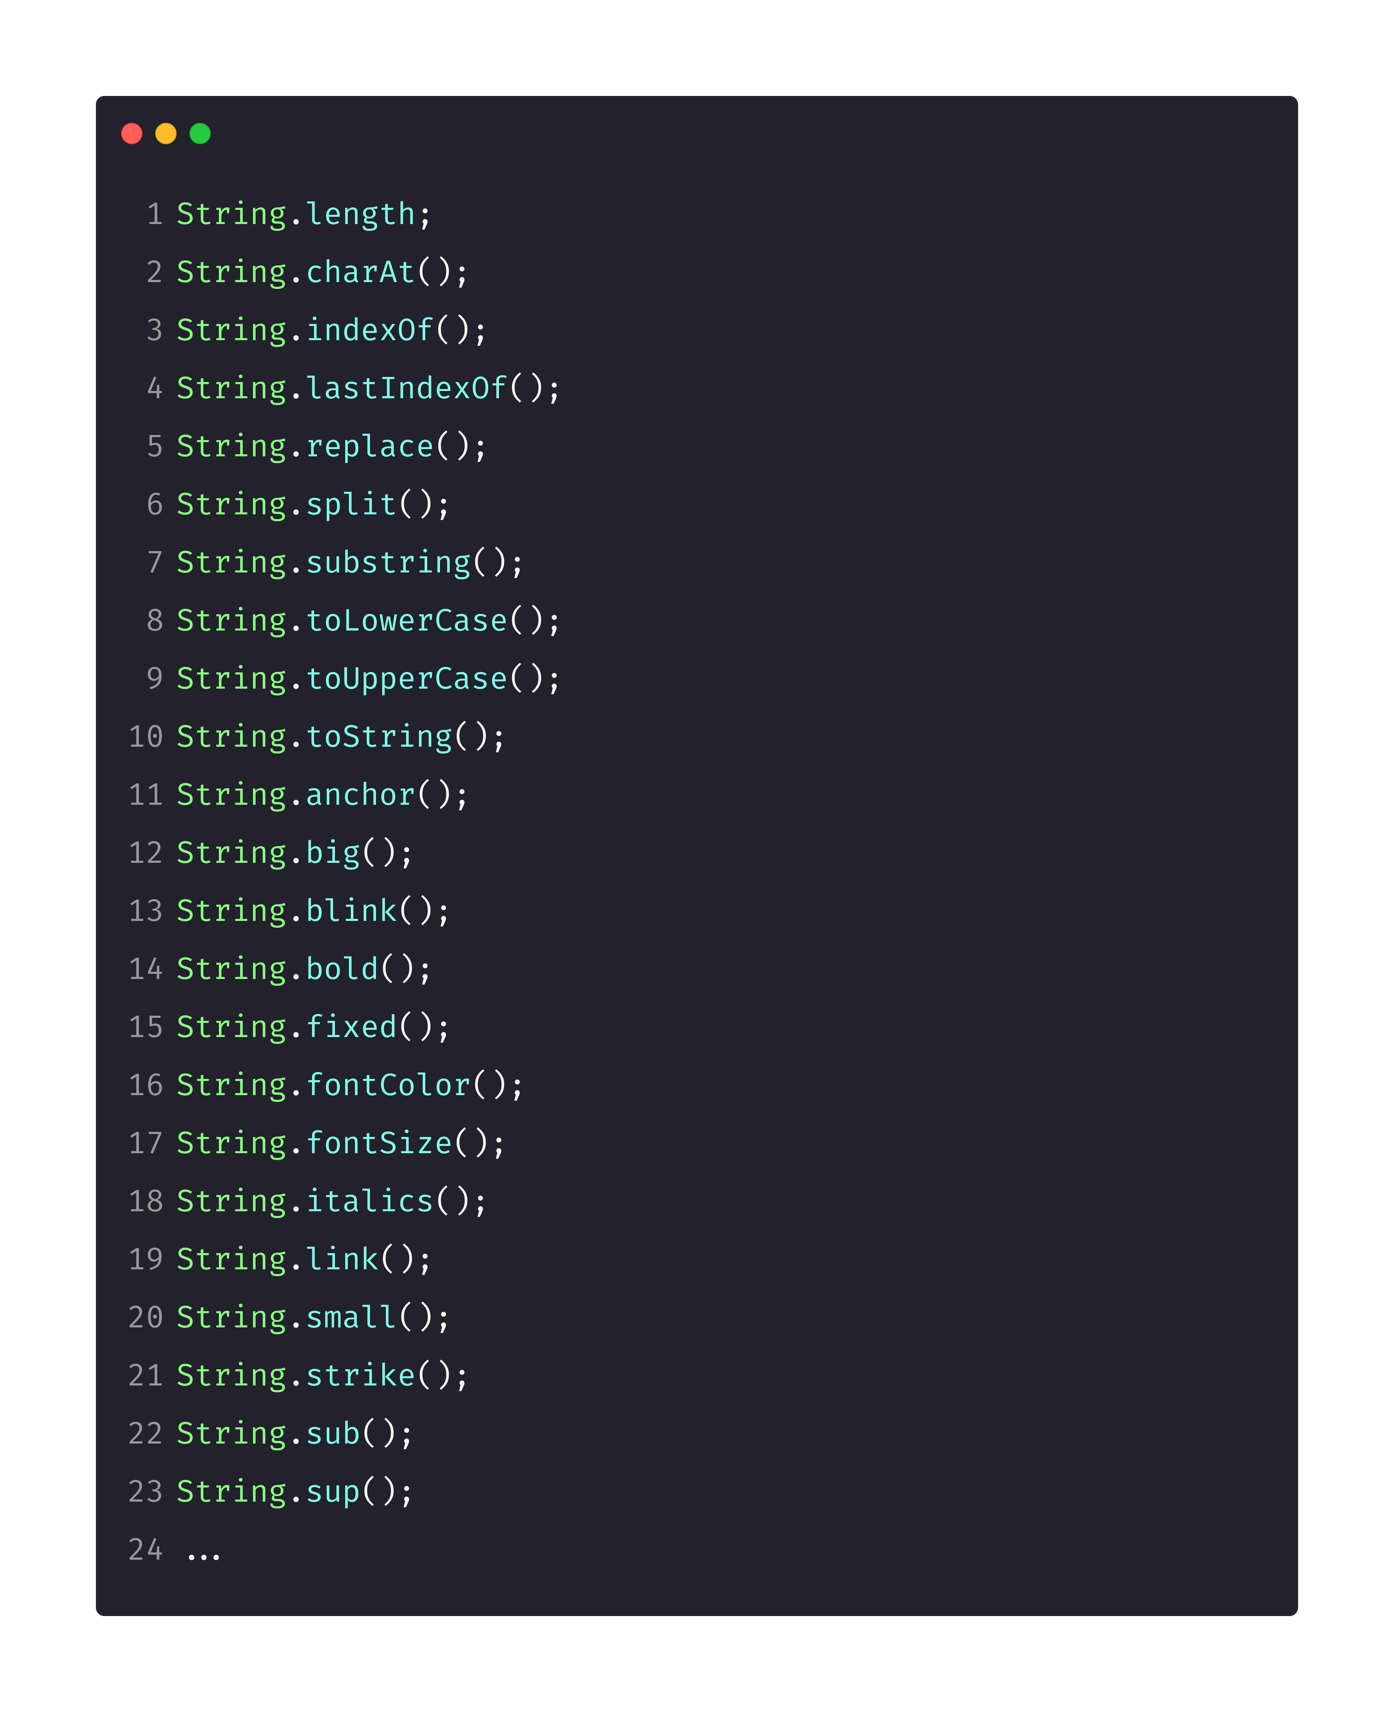 1 String.length;
2 String.charAt();
3 String.indexOf();
4 String.lastIndexOf();
5 String.replace();
6 String.split();
7 String.substring();
8 String.toLowerCase();
9 String.toUpperCase();
10 String.toString();
11 String.anchor();
12 String.big();
13 String.blink();
14 String.bold();
15 String.fixed();
16 String.fontColor();
17 String.fontSize();
18 String.italics();
19 String.link();
20 String.small();
21 String.strike();
22 String.sub();
23 String.sup();
24 ...